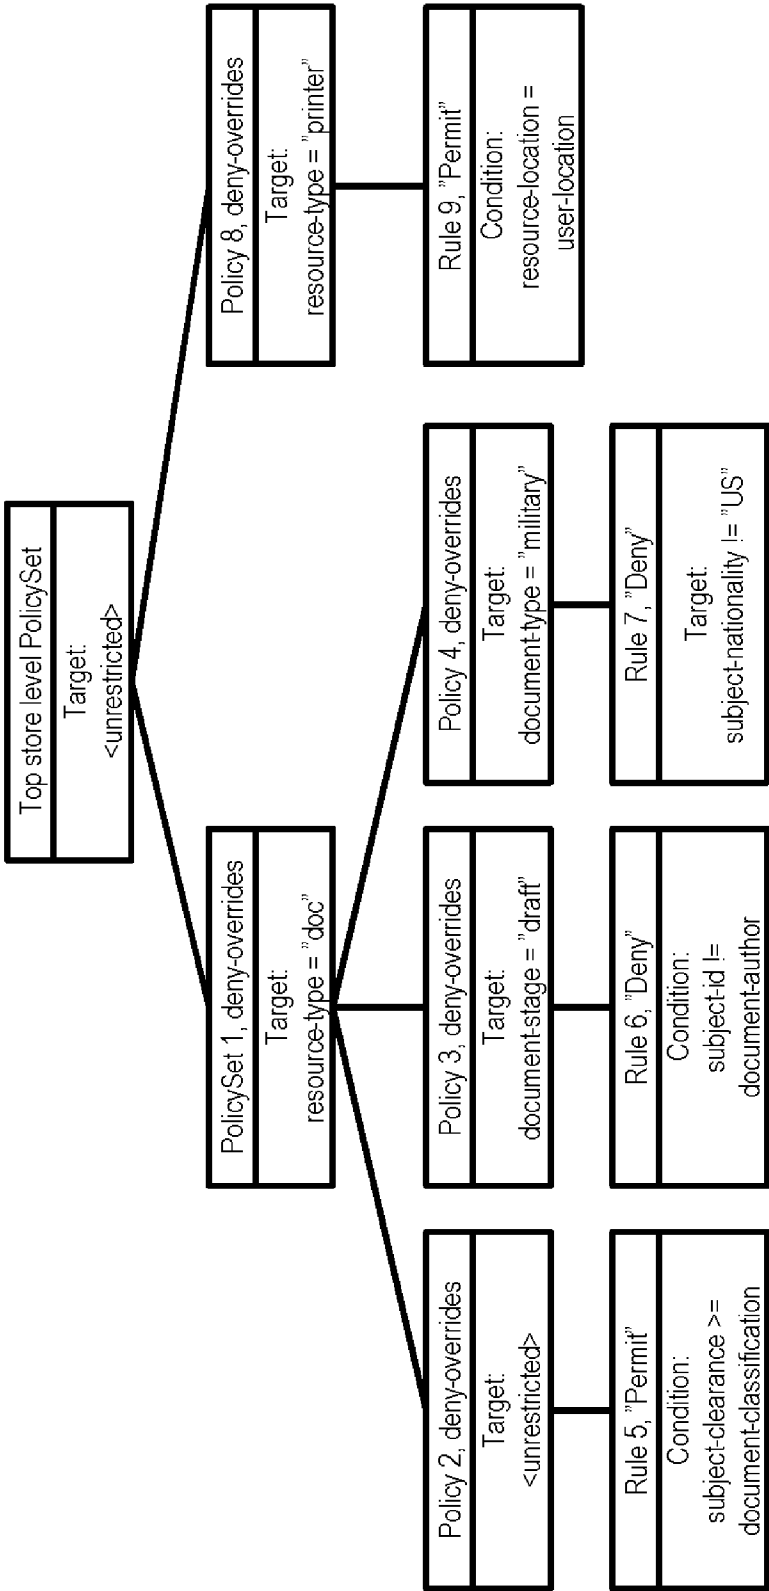 Top store level PolicySet
Target:
<unrestricted>
PolicySet 1, deny-overrides
Target:
resource-type = ”doc”
Policy 8, deny-overrides
Target:
resource-type = ”printer”
Policy 2, deny-overrides
Target:
<unrestricted>
Policy 3, deny-overrides
Target:
document-stage = ”draft”
Policy 4, deny-overrides
Target:
document-type = ”military”
Rule 9, ”Permit”
Condition:
resource-location =
user-location
Rule 5, ”Permit”
Condition:
subject-clearance >=
document-classification
Rule 6, ”Deny”
Condition:
subject-id !=
document-author
Rule 7, ”Deny”
Target:
subject-nationality != ”US”